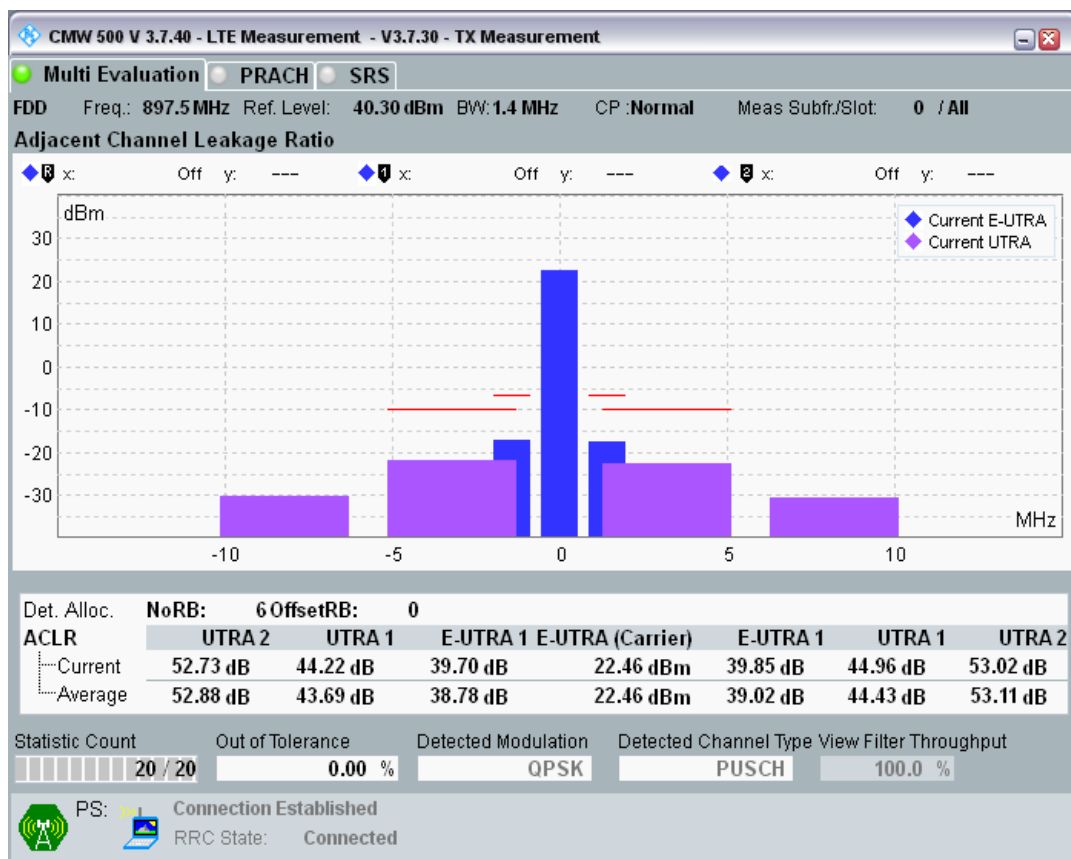 CMW 500 V 3.7.40 - LTE Measurement - V3.7.30 - TX Measurement
Multi Evaluation PRACH SRS
FDD Freq.: 897.5 MHz Ref. Level: 40.30 dBm BW: 1.4 MHz CP :Normal Meas Subfr./Slot: 0 / All
Adjacent Channel Leakage Ratio
R x: Off y: --- 1 x: Off y: --- 2 x: Off y: ---
dBm
Current E-UTRA
Current UTRA
30
20
10
0
-10
-20
-30
MHz
-10 -5 0 5 10
Det. Alloc. NoRB: 6 OffsetRB: 0
ACLR UTRA 2 UTRA 1 E-UTRA 1 E-UTRA (Carrier) E-UTRA 1 UTRA 1 UTRA 2
Current 52.73 dB 44.22 dB 39.70 dB 22.46 dBm 39.85 dB 44.96 dB 53.02 dB
Average 52.88 dB 43.69 dB 38.78 dB 22.46 dBm 39.02 dB 44.43 dB 53.11 dB
Statistic Count Out of Tolerance Detected Modulation Detected Channel Type View Filter Throughput
20 / 20 0.00 % QPSK PUSCH 100.0 %
PS: Connection Established
RRC State: Connected